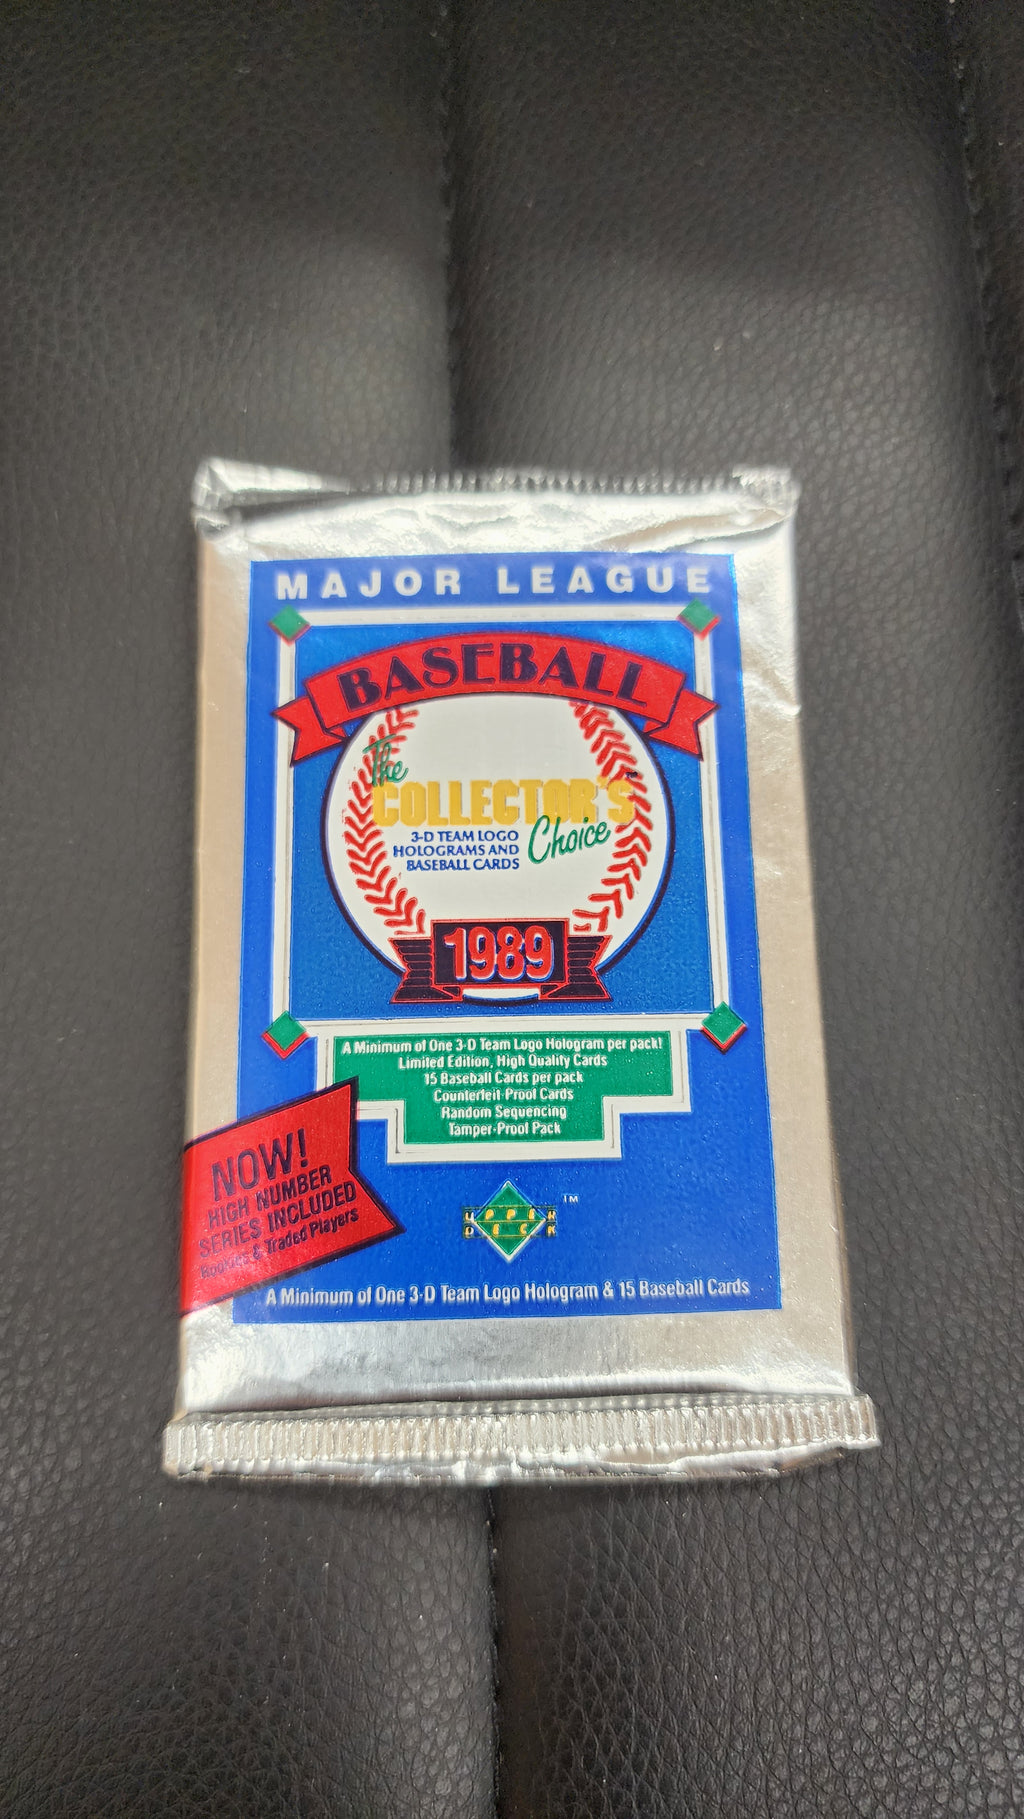 MAJOR LEAGUE
BASEBALL
The
COLLECTOR'S
Choice
3-D TEAM LOGO
HOLOGRAMS AND
BASEBALL CARDS
1989
A Minimum of One 3-D Team Logo Hologram per pack!
Limited Edition, High Quality Cards
15 Baseball Cards per pack
Counterfeit-Proof Cards
Random Sequencing
Tamper-Proof Pack
NOW!
HIGH NUMBER
SERIES INCLUDED
Rookies & Traded Players
UPPER
DECK
TM
A Minimum of One 3-D Team Logo Hologram & 15 Baseball Cards